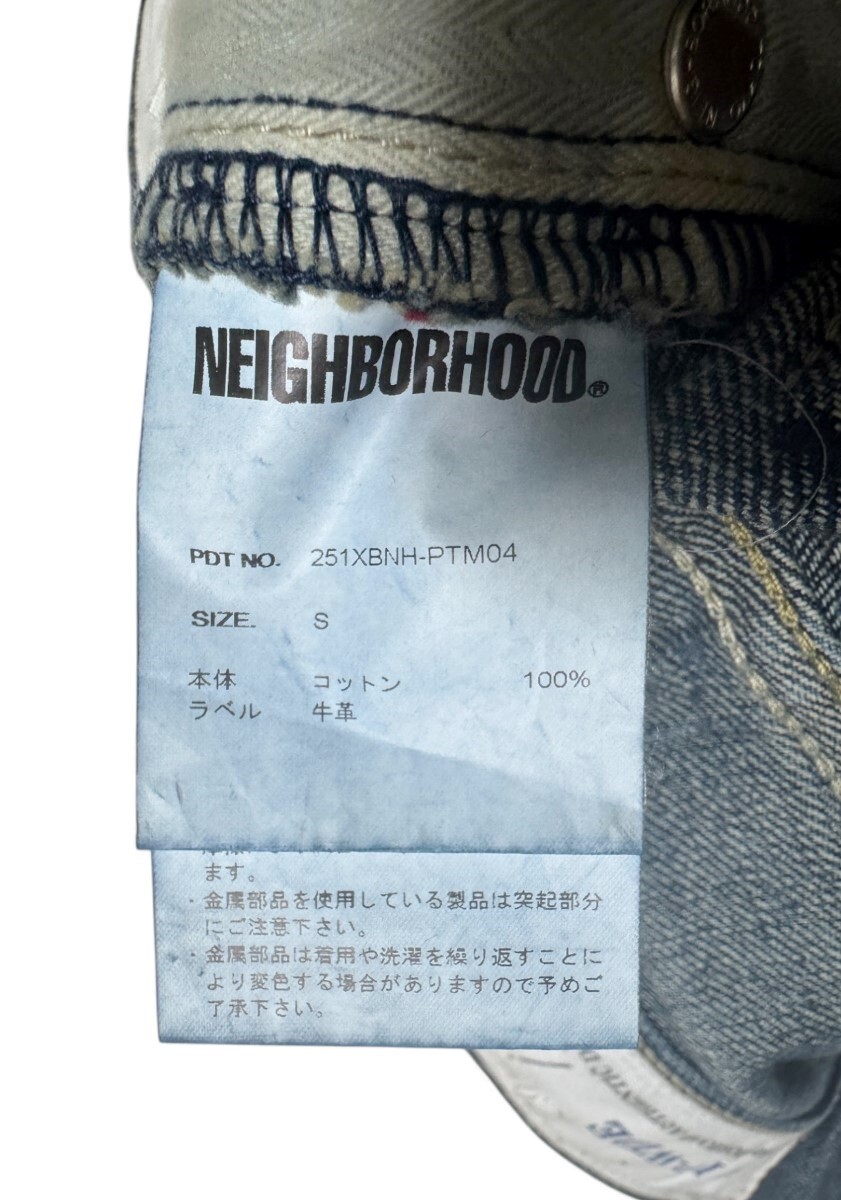 NEIGHBORHOOD®
PDT NO. 251XBNH-PTM04
SIZE. S
本体 コットン 100%
ラベル 牛革
ます。
・金属部品を使用している製品は突起部分
にご注意下さい。
・金属部品は着用や洗濯を繰り返すことに
より変色する場合がありますので予めご
了承下さい。